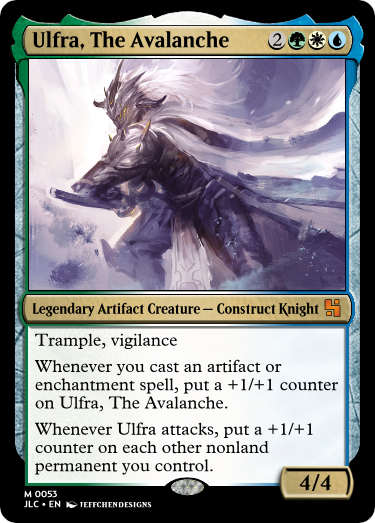 Ulfra, The Avalanche 2
Legendary Artifact Creature — Construct Knight
Trample, vigilance
Whenever you cast an artifact or
enchantment spell, put a +1/+1 counter
on Ulfra, The Avalanche.
Whenever Ulfra attacks, put a +1/+1
counter on each other nonland
permanent you control.
4/4
M 0053
JLC • EN JEFFCHENDESIGNS